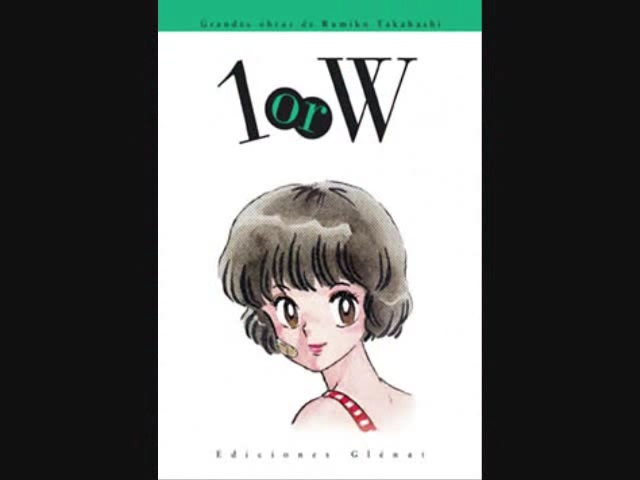 Grandes obras de Rumiko Takahashi
1 or W
Ediciones Glénat